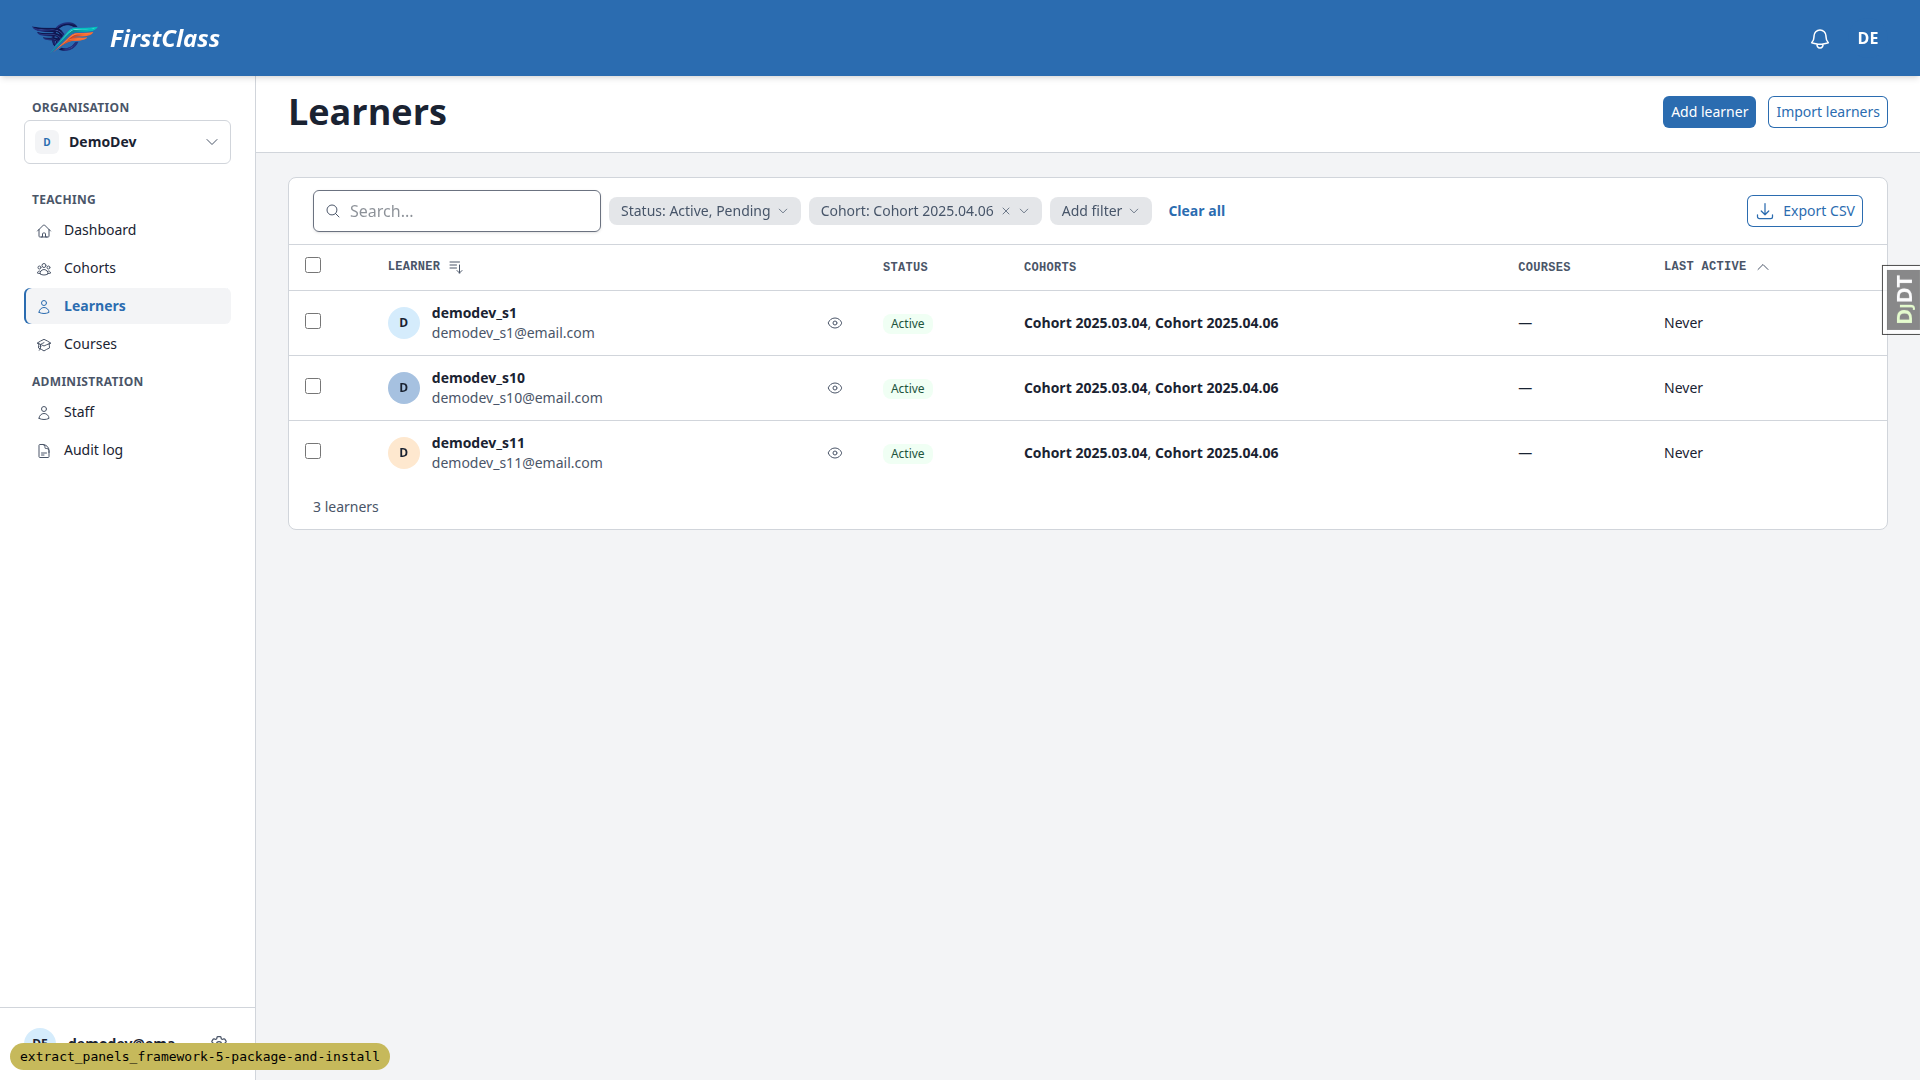 FirstClass
DE
ORGANISATION
D DemoDev
TEACHING
Dashboard
Cohorts
Learners
Courses
ADMINISTRATION
Staff
Audit log
Learners
Add learner
Import learners
Search...
Status: Active, Pending
Cohort: Cohort 2025.04.06
Add filter
Clear all
Export CSV
LEARNER STATUS COHORTS COURSES LAST ACTIVE
D demodev_s1
demodev_s1@email.com
Active Cohort 2025.03.04, Cohort 2025.04.06 — Never
D demodev_s10
demodev_s10@email.com
Active Cohort 2025.03.04, Cohort 2025.04.06 — Never
D demodev_s11
demodev_s11@email.com
Active Cohort 2025.03.04, Cohort 2025.04.06 — Never
3 learners
DJDT
DE demodev@ema
extract_panels_framework-5-package-and-install